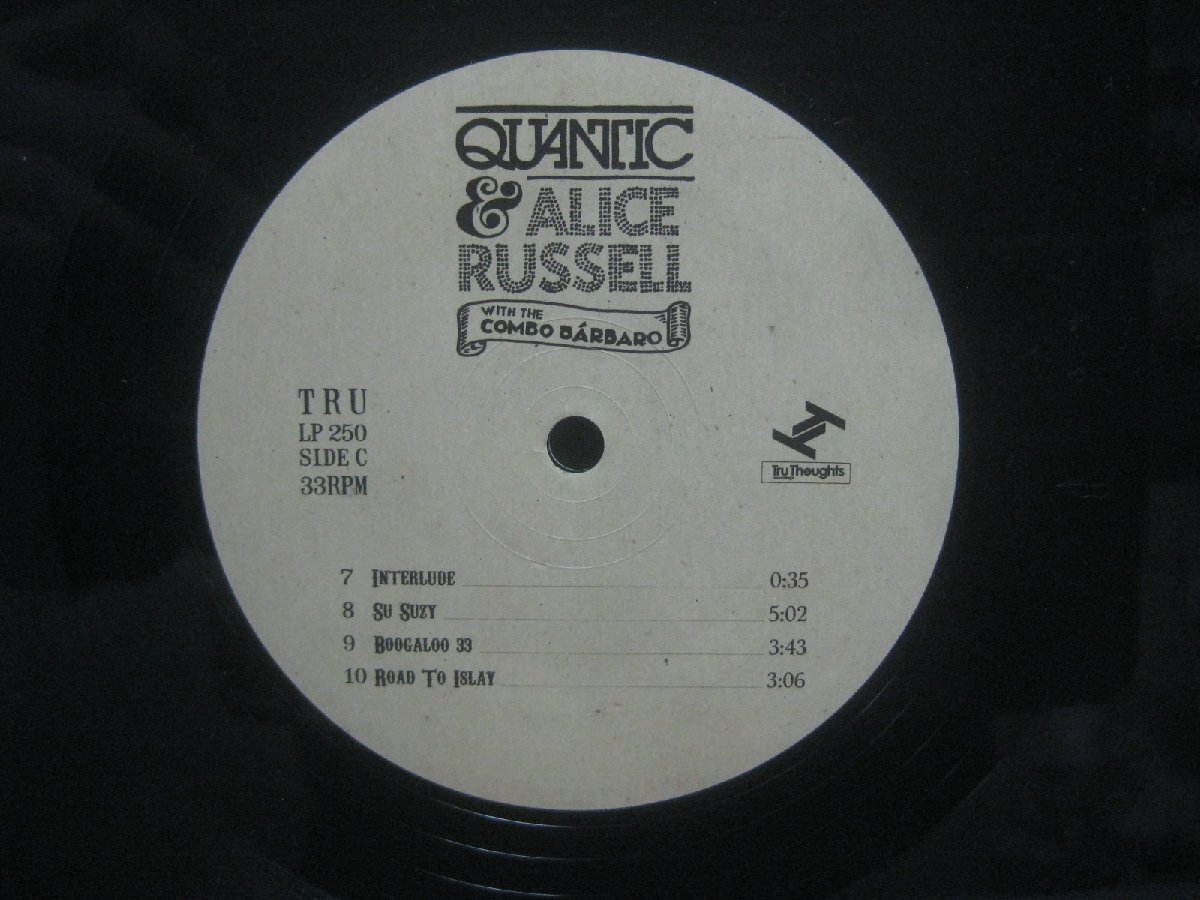 QUANTIC
& ALICE
RUSSELL
WITH THE
COMBO BÁRBARO
TRU
LP 250
SIDE C
33RPM
Tru Thoughts
7 INTERLUDE 0:35
8 SU SUZY 5:02
9 BOOGALOO 33 3:43
10 ROAD TO ISLAY 3:06